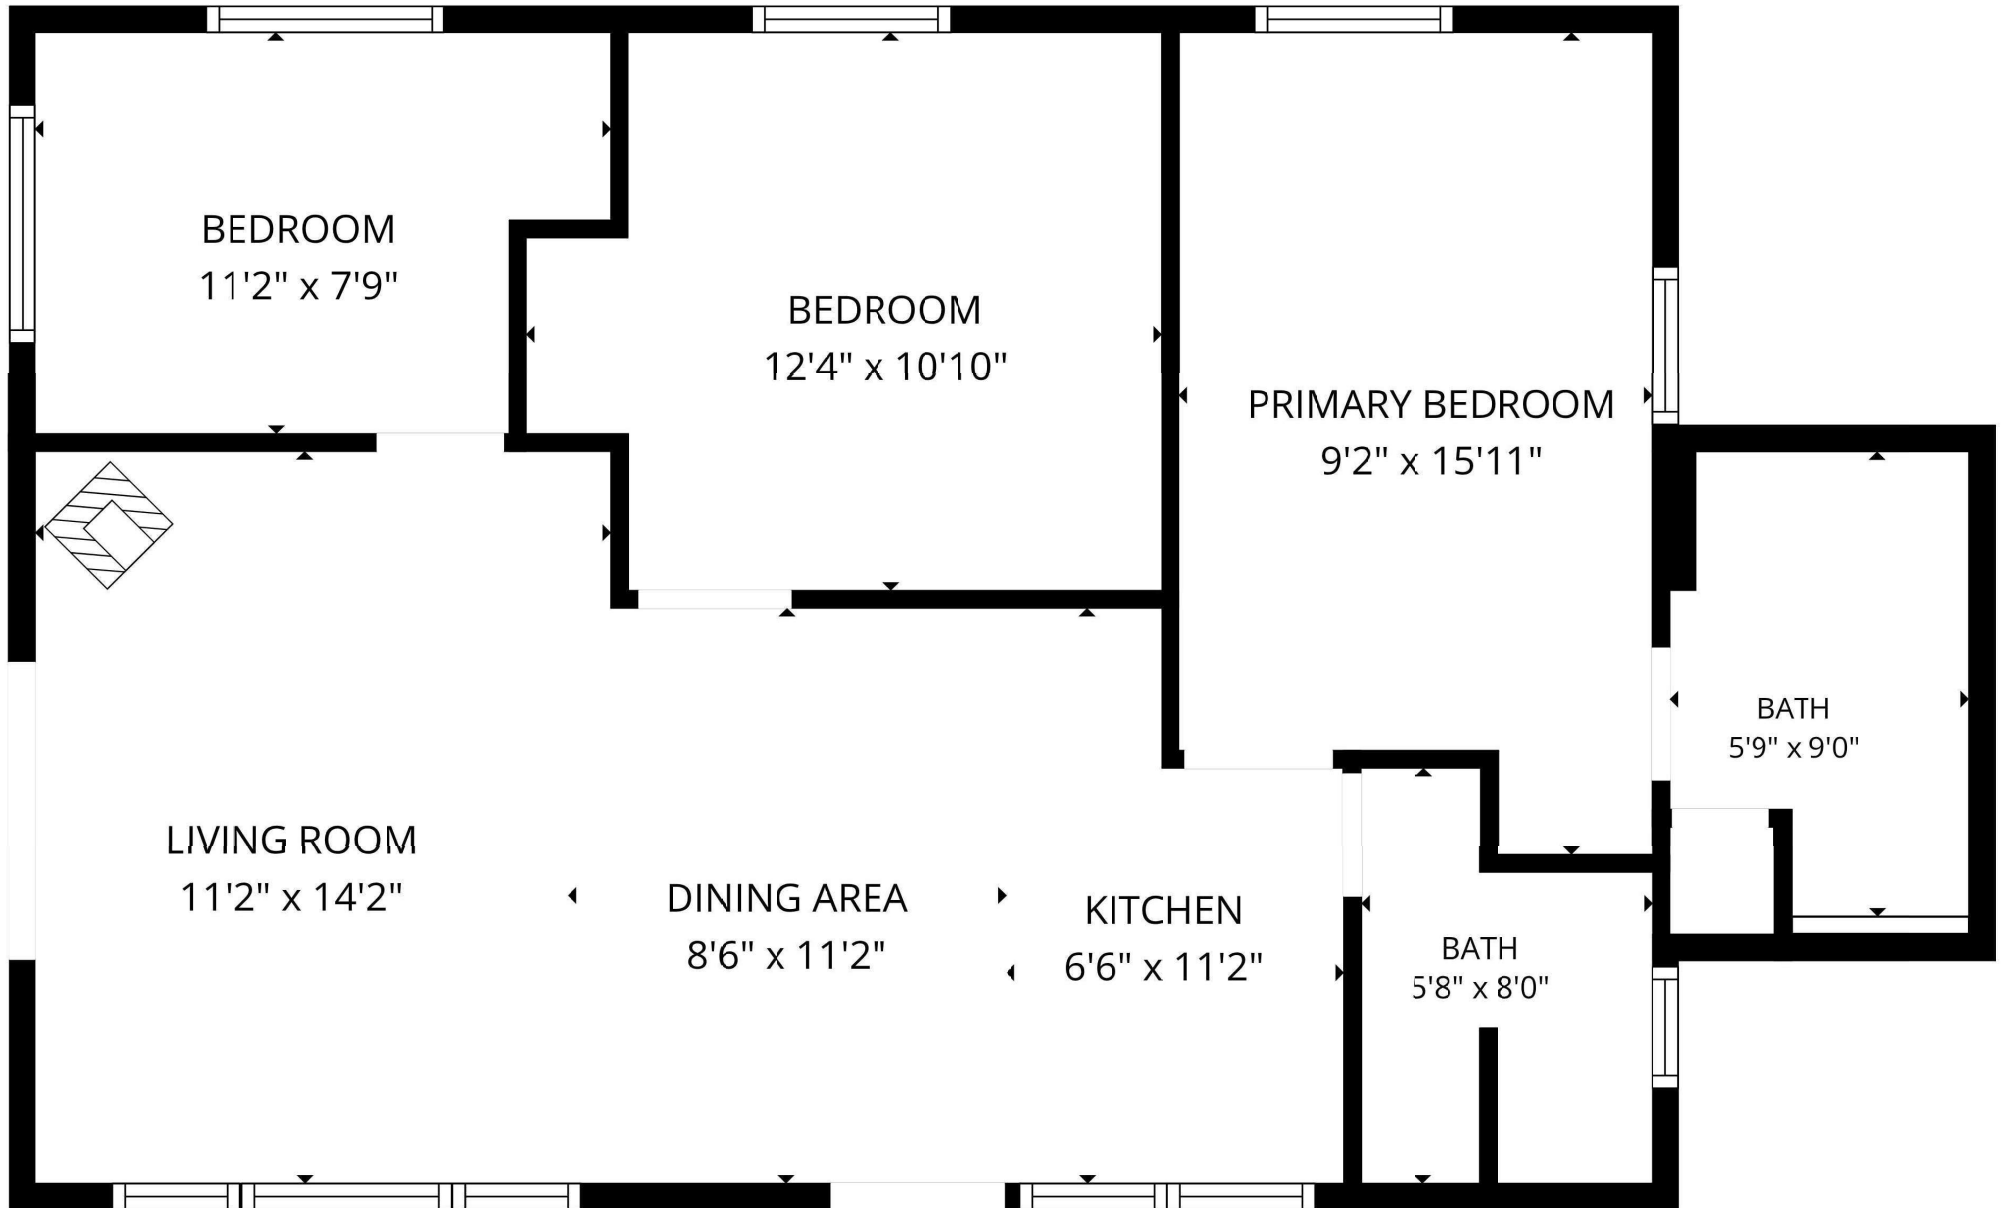 BEDROOM
11'2" x 7'9"
BEDROOM
12'4" x 10'10"
PRIMARY BEDROOM
9'2" x 15'11"
BATH
5'9" x 9'0"
LIVING ROOM
11'2" x 14'2"
DINING AREA
8'6" x 11'2"
KITCHEN
6'6" x 11'2"
BATH
5'8" x 8'0"